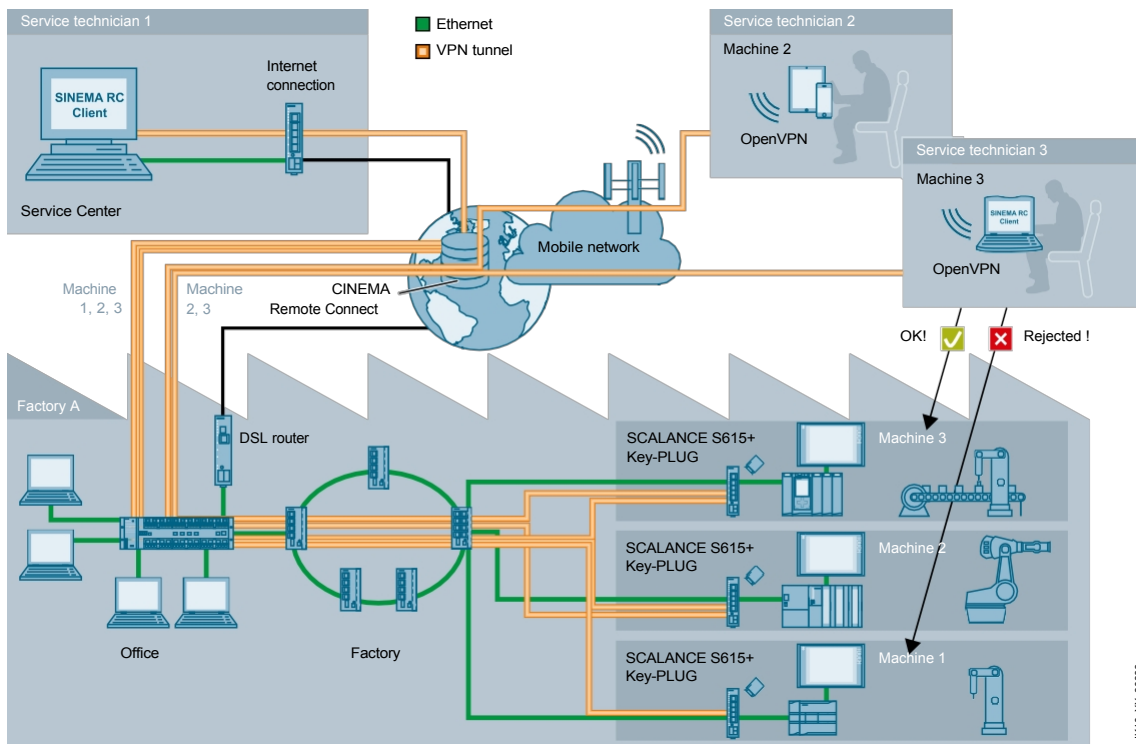 Service technician 1
Ethernet
VPN tunnel
Internet
connection
SINEMA RC
Client
Service Center
Service technician 2
Machine 2
OpenVPN
Service technician 3
Machine 3
SINEMA RC
Client
OpenVPN
Mobile network
Machine
1, 2, 3
Machine
2, 3
CINEMA
Remote Connect
OK!
Rejected !
Factory A
DSL router
SCALANCE S615+
Key-PLUG
Machine 3
SCALANCE S615+
Key-PLUG
Machine 2
SCALANCE S615+
Key-PLUG
Machine 1
Office
Factory